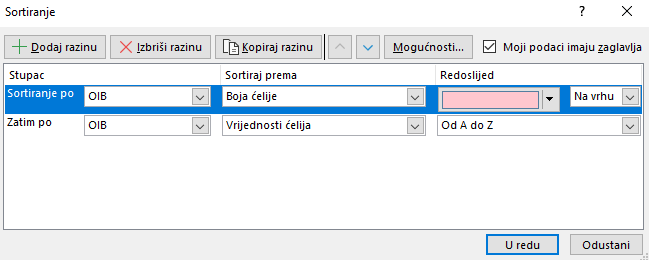 Sortiranje
Dodaj razinu Izbriši razinu Kopiraj razinu Mogućnosti... Moji podaci imaju zaglavlja
Stupac Sortiraj prema Redoslijed
Sortiranje po OIB Boja ćelije Na vrhu
Zatim po OIB Vrijednosti ćelija Od A do Z
U redu Odustani